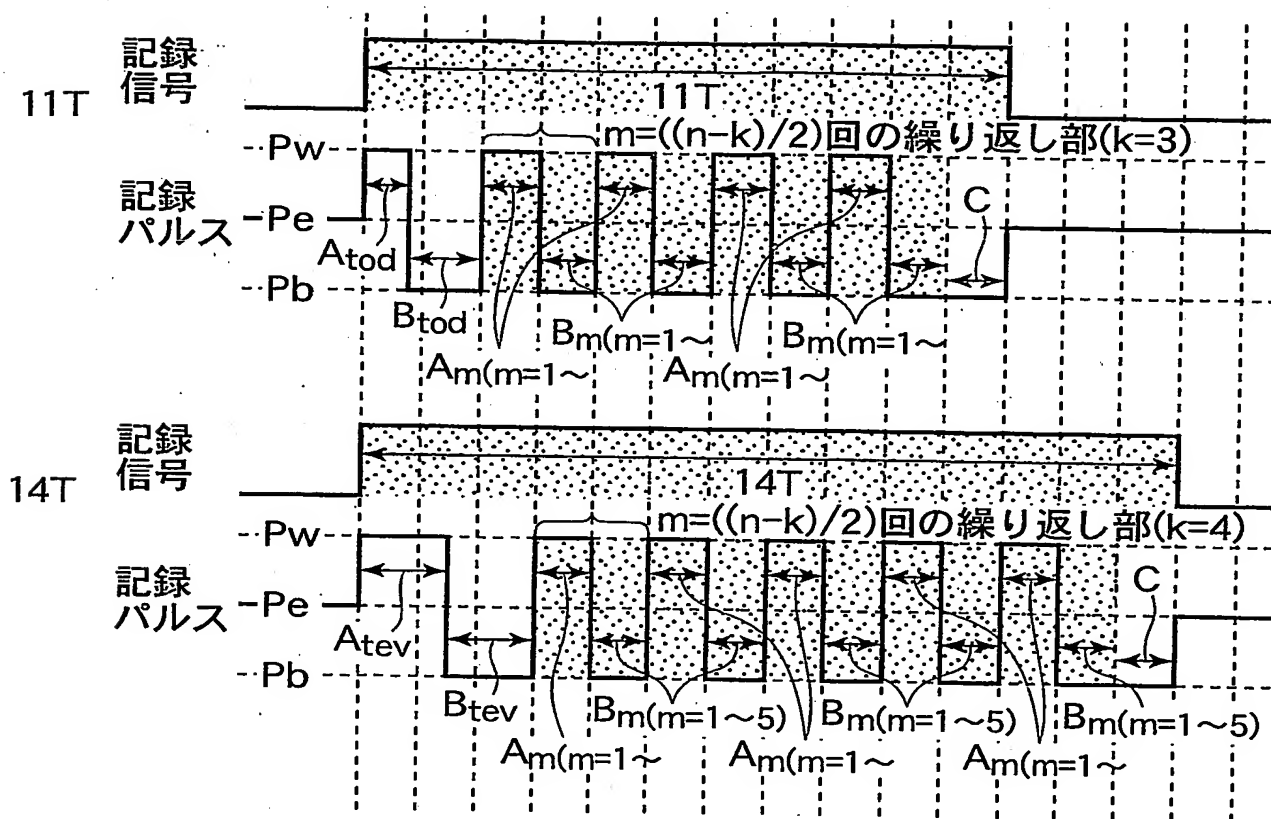 11T
記録
信号
11T
m=((n-k)/2)回の繰り返し部(k=3)
記録
パルス
Pw
Pe
Pb
Atod
Btod
C
Bm(m=1～
Bm(m=1～
Am(m=1～
Am(m=1～
14T
記録
信号
14T
m=((n-k)/2)回の繰り返し部(k=4)
記録
パルス
Pw
Pe
Pb
Atev
Btev
C
Bm(m=1～5)
Bm(m=1～5)
Bm(m=1～5)
Am(m=1～
Am(m=1～
Am(m=1～